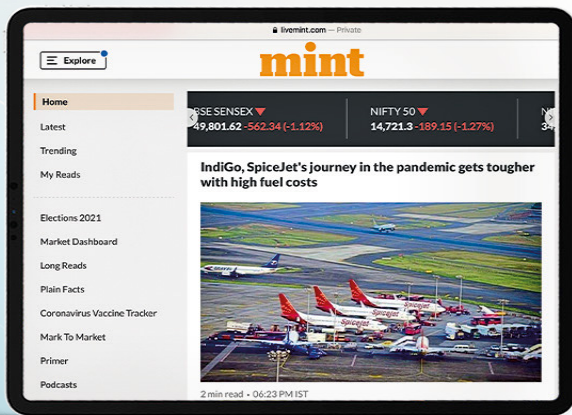 livemint.com — Private
Explore
mint
Home
Latest
Trending
My Reads
Elections 2021
Market Dashboard
Long Reads
Plain Facts
Coronavirus Vaccine Tracker
Mark To Market
Primer
Podcasts
BSE SENSEX
49,801.62 -562.34 (-1.12%)
NIFTY 50
14,721.3 -189.15 (-1.27%)
IndiGo, SpiceJet's journey in the pandemic gets tougher
with high fuel costs
Spicejet
Spicejet
2 min read • 06:23 PM IST